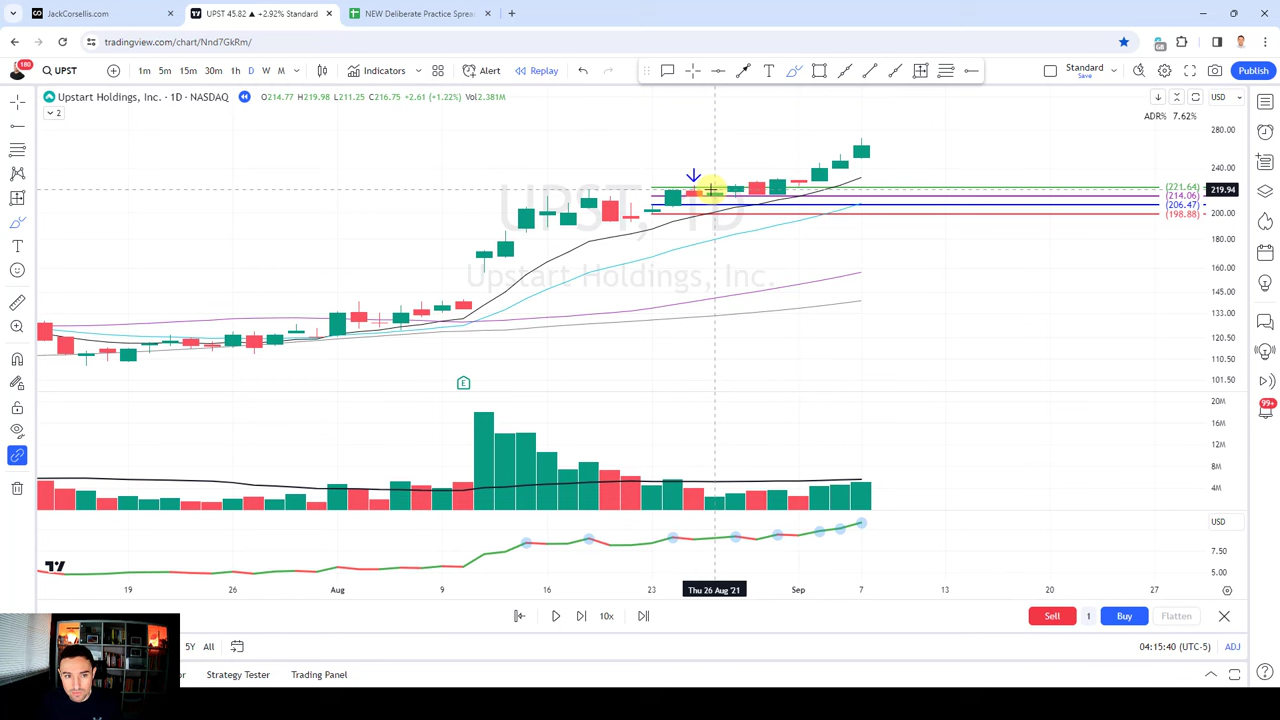 JackCorsellis.com
UPST 45.82 ▲ +2.92% Standard
NEW Deliberate Practice Sprea
tradingview.com/chart/Nnd7GkRm/
180
UPST
1m 5m 15m 30m 1h D W M
Indicators
Alert
Replay
Standard
Save
Publish
Upstart Holdings, Inc. · 1D · NASDAQ
O214.77 H219.98 L211.25 C216.75 +2.61 (+1.22%) Vol2.381M
2
USD
ADR% 7.62%
280.00
240.00
(221.64)
219.94
(214.06)
(206.47)
(198.88)
200.00
180.00
160.00
145.00
133.00
120.50
110.50
101.50
UPST, 1D
Upstart Holdings, Inc.
E
20M
16M
12M
8M
4M
USD
7.50
5.00
99+
19 26 Aug 9 16 23 Thu 26 Aug '21 Sep 7 13 20 27
10x
Sell 1 Buy Flatten
5Y All
04:15:40 (UTC-5) ADJ
Strategy Tester
Trading Panel